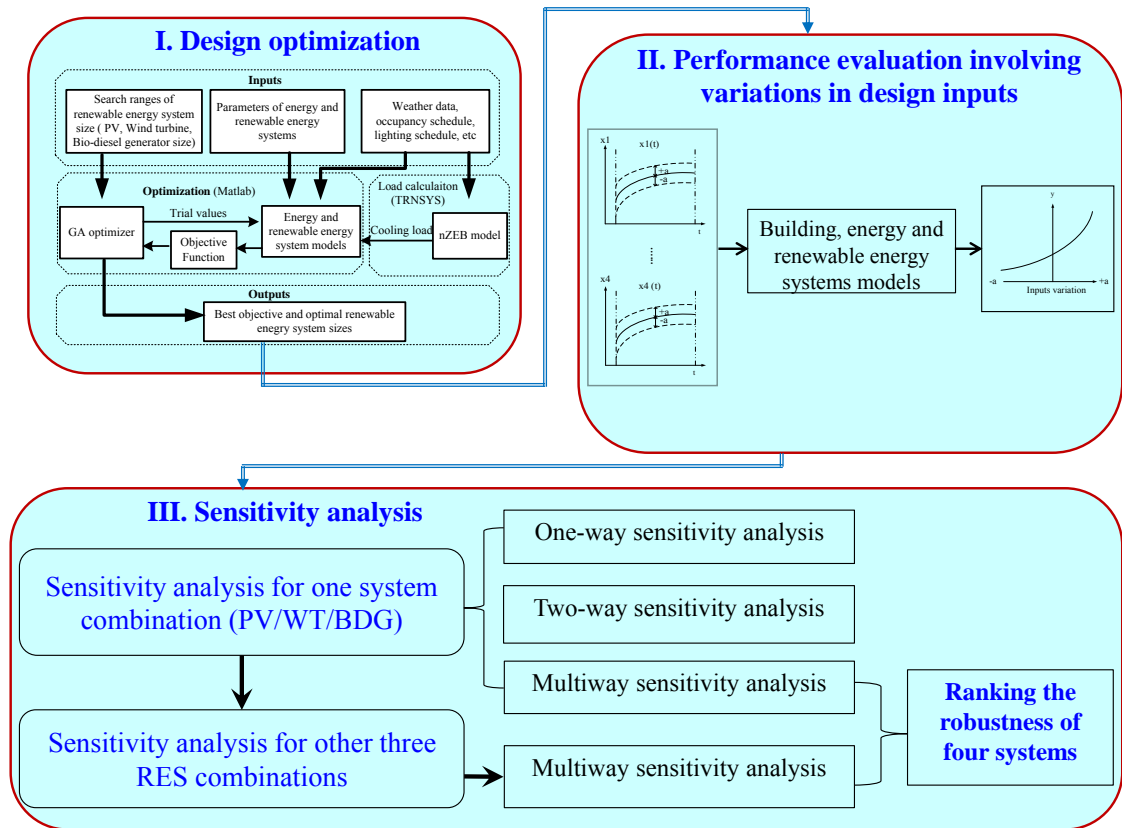 I. Design optimization
Inputs
Search ranges of
renewable energy system
size ( PV, Wind turbine,
Bio-diesel generator size)
Parameters of energy and
renewable energy
systems
Weather data,
occupancy schedule,
lighting schedule, etc
Optimization (Matlab)
Load calculaiton
(TRNSYS)
GA optimizer
Trial values
Objective
Function
Energy and
renewable energy
system models
Cooling load
nZEB model
Outputs
Best objective and optimal renewable
enegry system sizes
II. Performance evaluation involving
variations in design inputs
x1
x1(t)
+a
-a
t
x4
x4 (t)
+a
-a
t
Building, energy and
renewable energy
systems models
y
-a
+a
Inputs variation
III. Sensitivity analysis
Sensitivity analysis for one system
combination (PV/WT/BDG)
One-way sensitivity analysis
Two-way sensitivity analysis
Multiway sensitivity analysis
Sensitivity analysis for other three
RES combinations
Multiway sensitivity analysis
Ranking the
robustness of
four systems